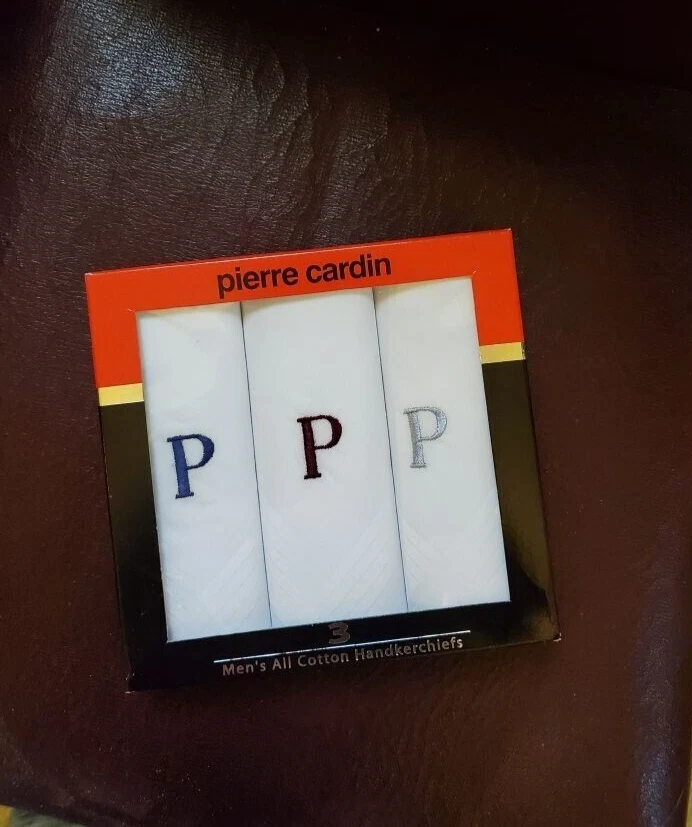 pierre cardin
P P P
3
Men's All Cotton Handkerchiefs